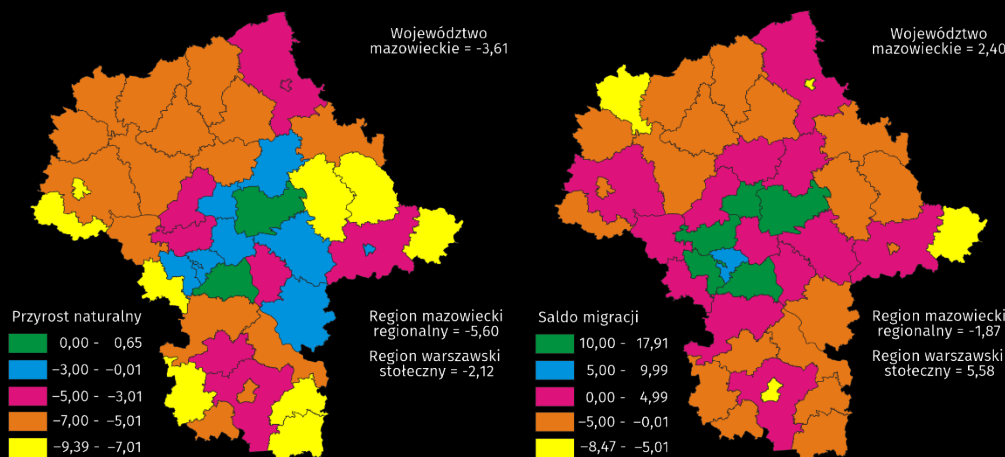 Województwo
mazowieckie = -3,61
Przyrost naturalny
0,00 - 0,65
−3,00 - −0,01
−5,00 - −3,01
−7,00 - −5,01
−9,39 - −7,01
Region mazowiecki
regionalny = -5,60
Region warszawski
stołeczny = -2,12
Województwo
mazowieckie = 2,40
Saldo migracji
10,00 - 17,91
5,00 - 9,99
0,00 - 4,99
−5,00 - −0,01
−8,47 - −5,01
Region mazowiecki
regionalny = -1,87
Region warszawski
stołeczny = 5,58